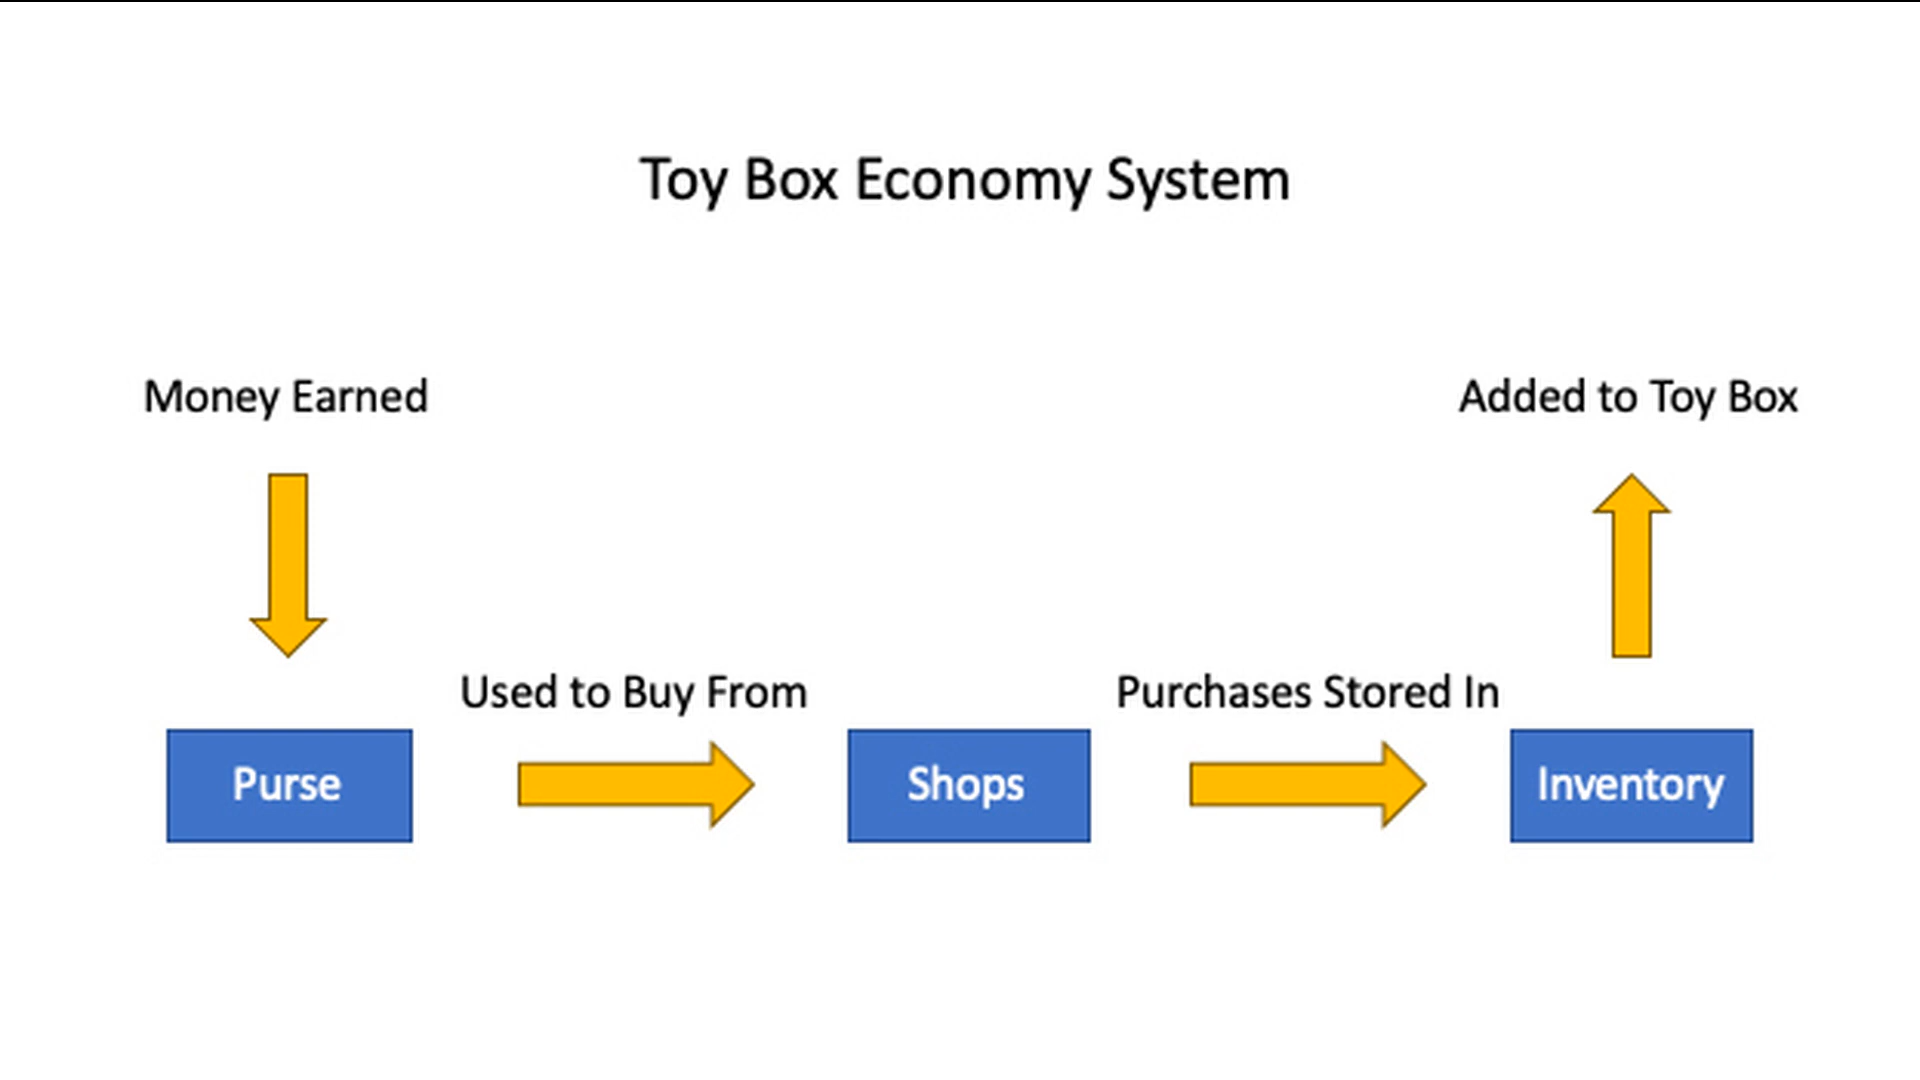 Toy Box Economy System
Money Earned
Added to Toy Box
Used to Buy From
Purchases Stored In
Purse
Shops
Inventory